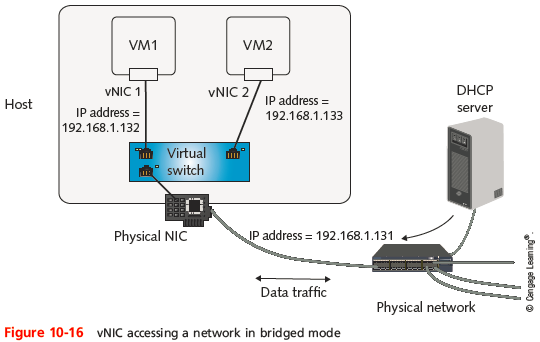 VM1
VM2
vNIC 1
vNIC 2
IP address =
192.168.1.132
IP address =
192.168.1.133
Host
DHCP
server
Virtual
switch
Physical NIC
IP address = 192.168.1.131
Data traffic
Physical network
© Cengage Learning®.
Figure 10-16 vNIC accessing a network in bridged mode